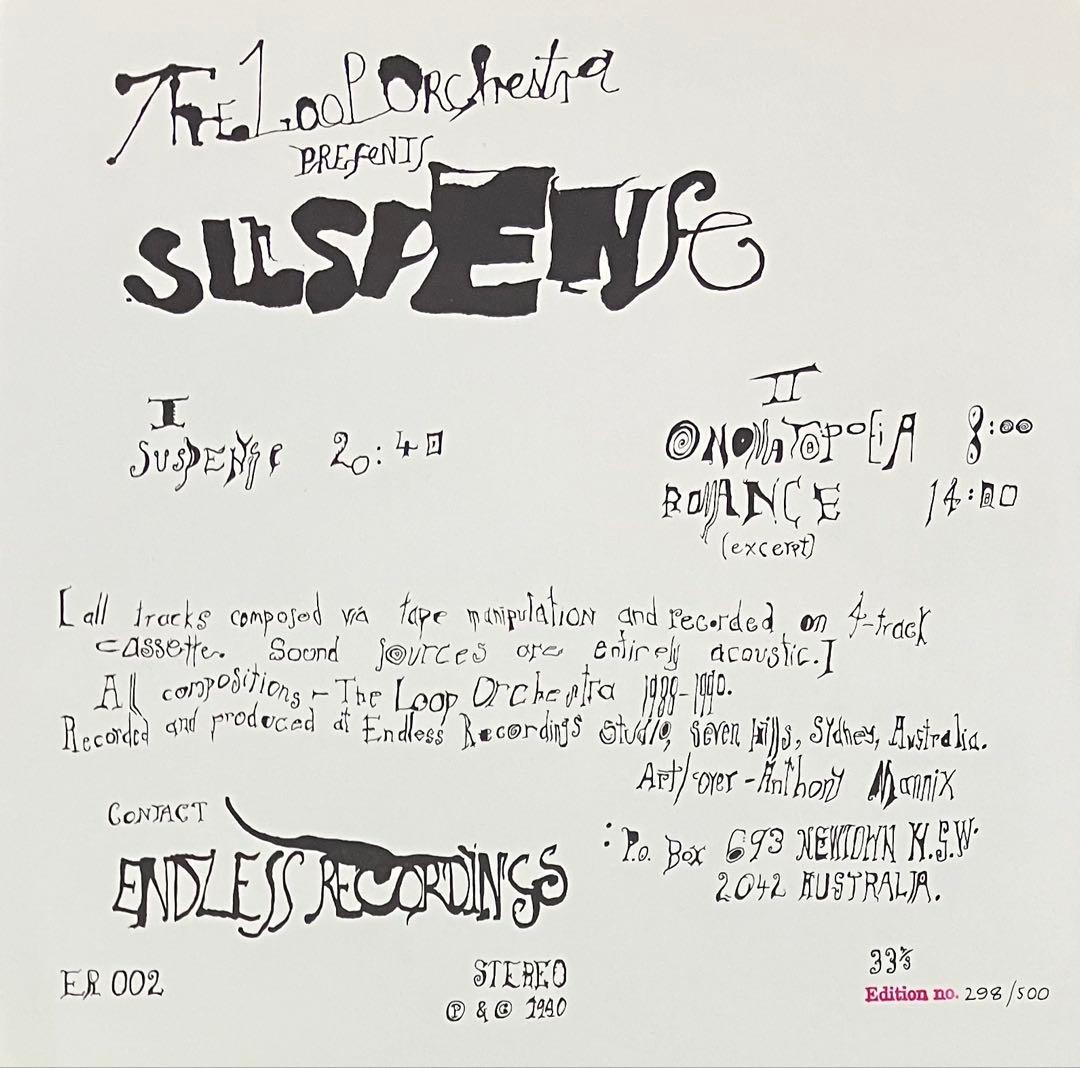 The Loop Orchestra
PRESENTS
SUSPENSE
I
SUSPENSE 20:40
II
ONOMATOPOEiA 8:00
ROMANCE 14:00
(excerpt)
[all tracks composed via tape manipulation and recorded on 4-track
cassette. Sound sources are entirely acoustic.]
All compositions - The Loop Orchestra 1988-1990.
Recorded and produced at Endless Recordings Studio, Seven Hills, Sydney, Australia.
Art/cover - Anthony Mannix
CONTACT
ENDLESS RECORDINGS
: P.o. Box 693 NEWTOWN N.S.W.
2042 AUSTRALIA.
ER 002
STEREO
℗ & © 1990
33⅓
Edition no. 298/500